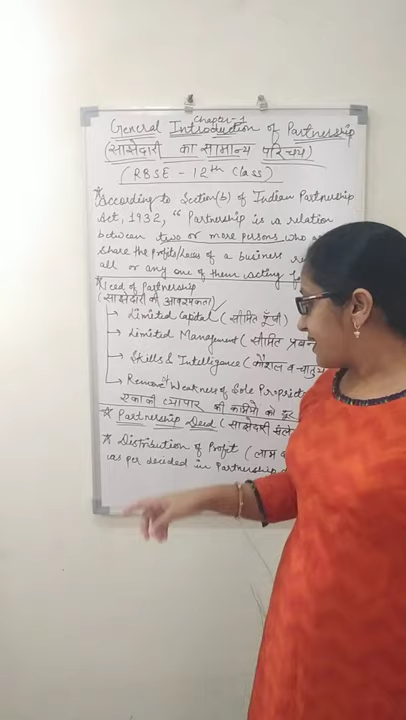 Chapter-1
General Introduction of Partnership
(साझेदारी का सामान्य परिचय)
(RBSE - 12th Class)
* According to Section(b) of Indian Partnership
Act, 1932, "Partnership is a relation
between two or more persons who
share the Profits/Losses of a business
all or any one of them acting
* Need of Partnership
(साझेदारी की आवश्यकता)
→ Limited Capital (सीमित पूँजी)
→ Limited Management (सीमित
→ Skills & Intelligence (कौशल व
→ Remove Weakness of Sole
एकाकी व्यापार की कमियों को दूर
* Partnership Deed (साझेदारी
* Distribution of Profit (लाभ
as per decided in Partnership